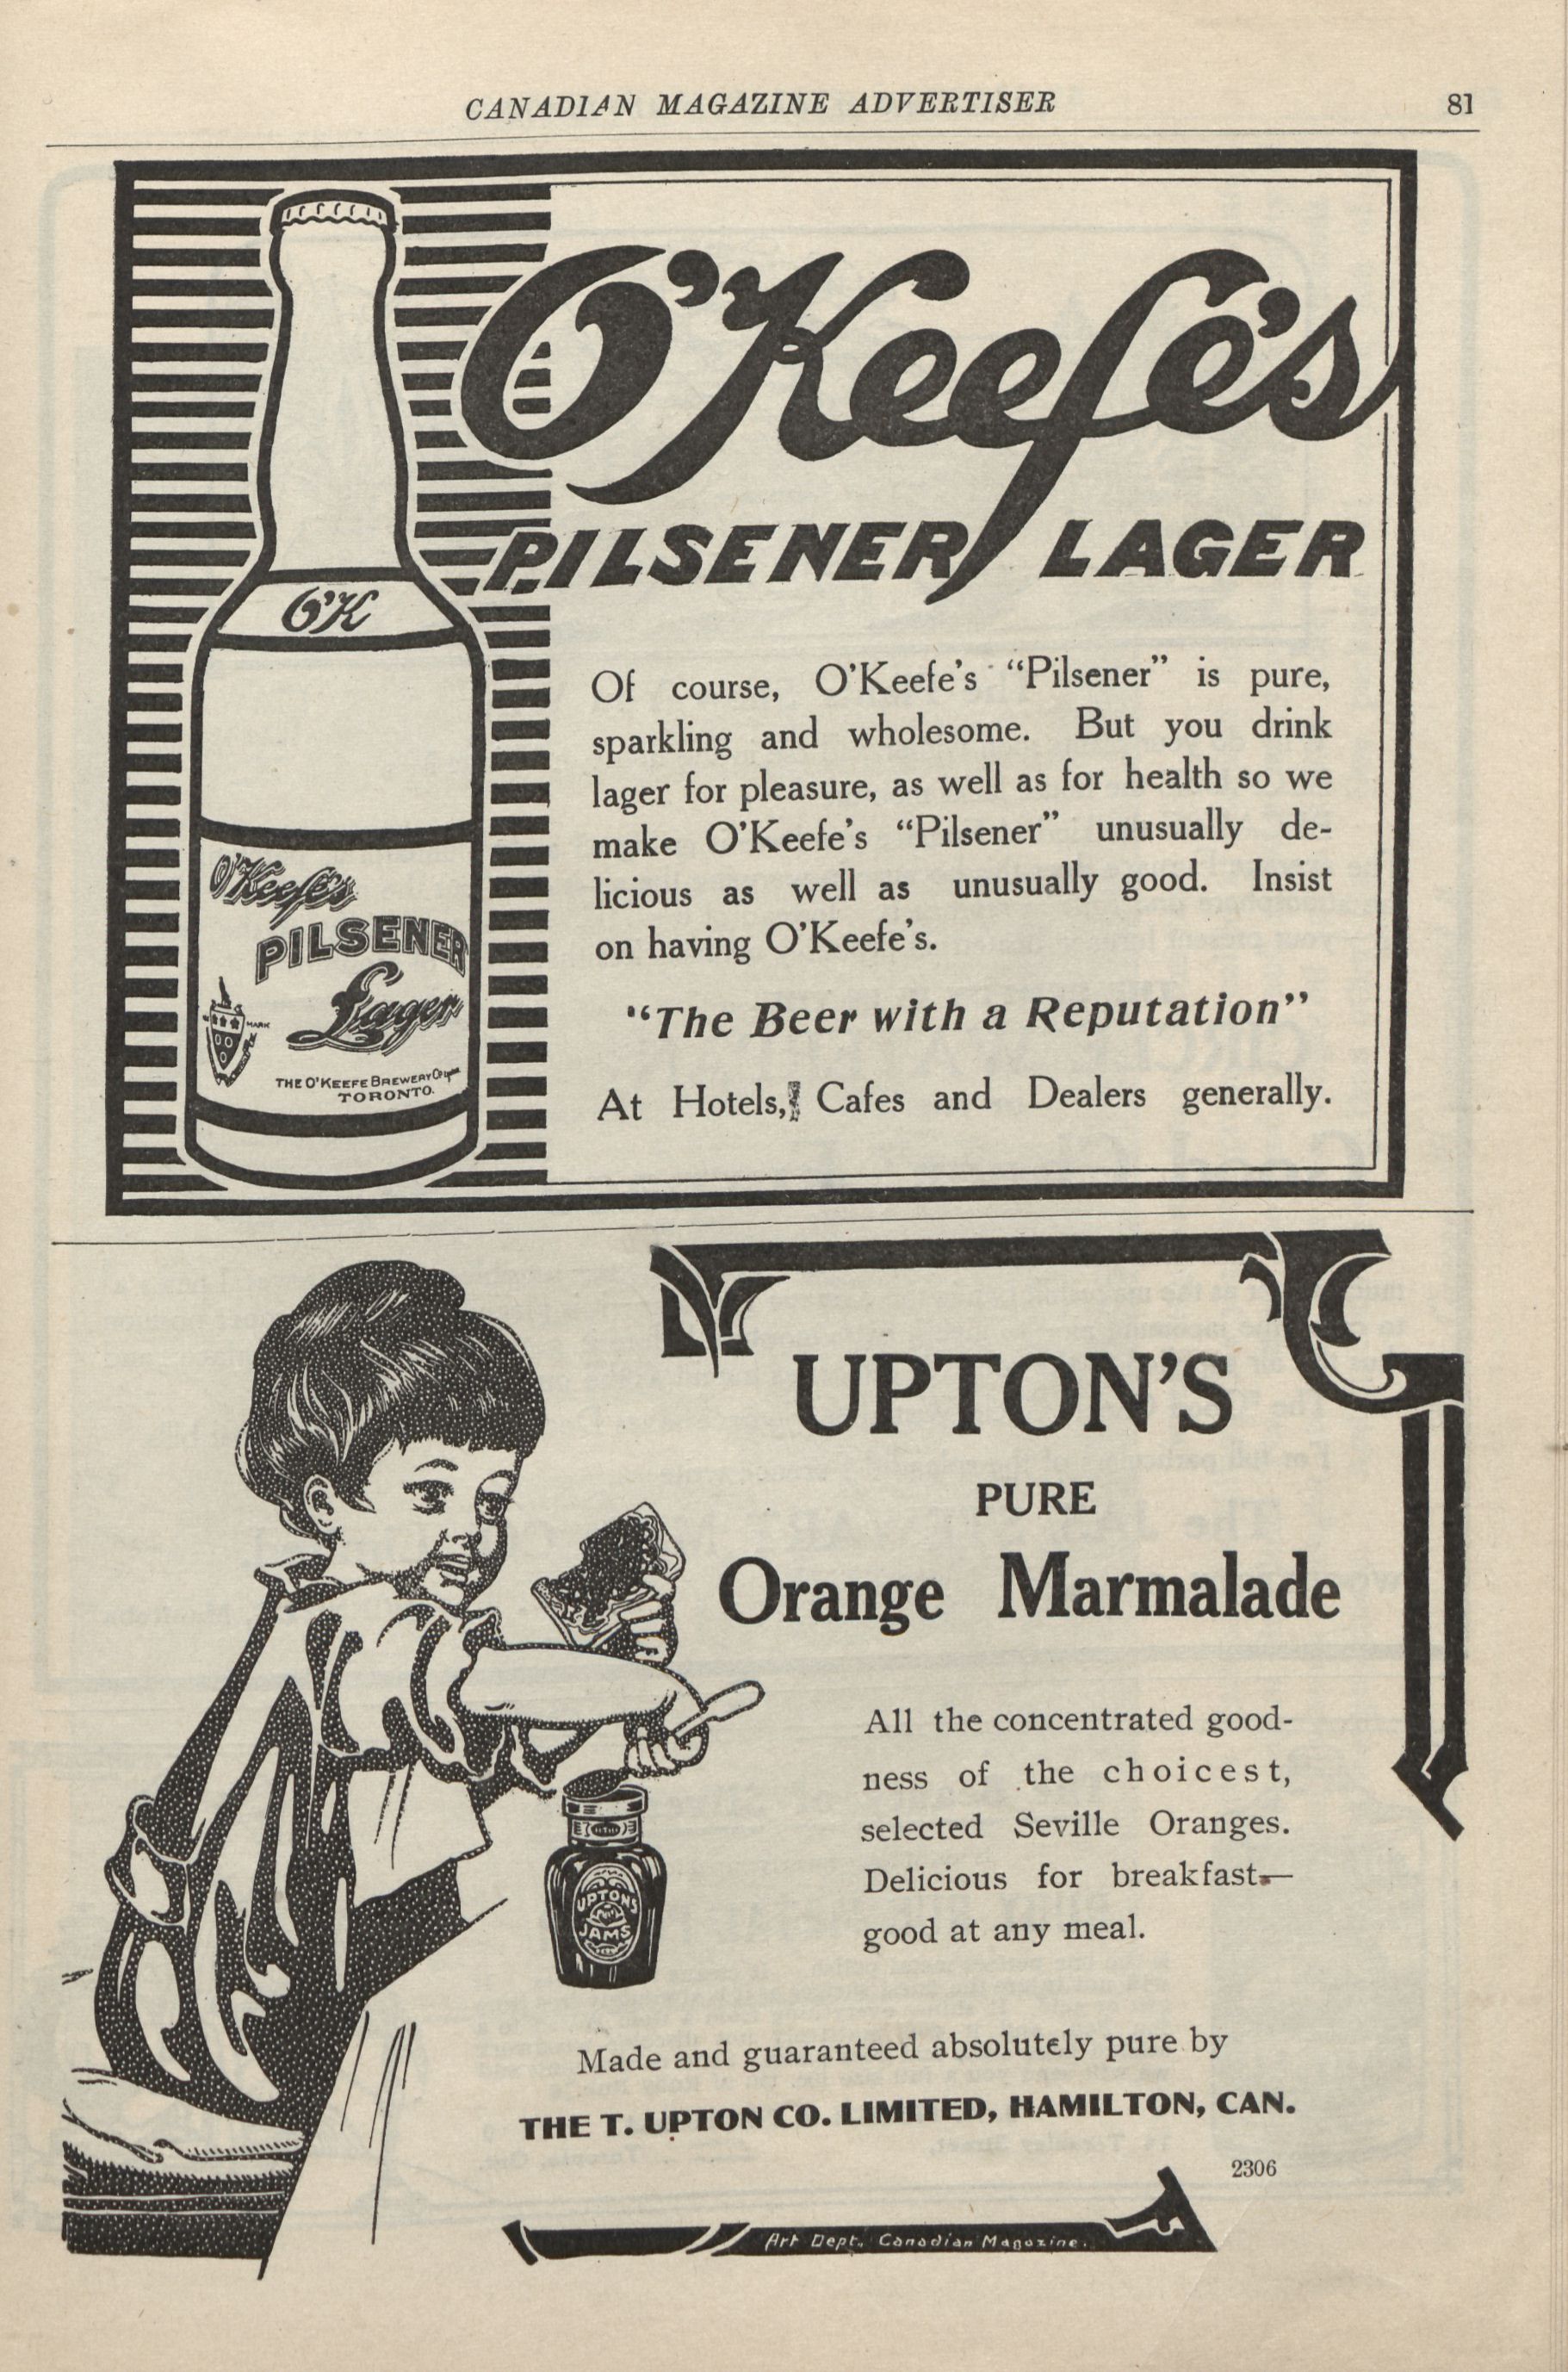 CANADIAN MAGAZINE ADVERTISER 81
O'Keefe's
PILSENER LAGER
O'K
O'Keefe's
PILSENER
Lager
MARK
THE O'KEEFE BREWERY CO
TORONTO.
Of course, O'Keefe's "Pilsener" is pure,
sparkling and wholesome. But you drink
lager for pleasure, as well as for health so we
make O'Keefe's "Pilsener" unusually de-
licious as well as unusually good. Insist
on having O'Keefe's.
"The Beer with a Reputation"
At Hotels, Cafes and Dealers generally.
UPTON'S
PURE
Orange Marmalade
All the concentrated good-
ness of the choicest,
selected Seville Oranges.
Delicious for breakfast—
good at any meal.
UPTONS
JAMS
Made and guaranteed absolutely pure by
THE T. UPTON CO. LIMITED, HAMILTON, CAN.
2306
Art Dept. Canadian Magazine.